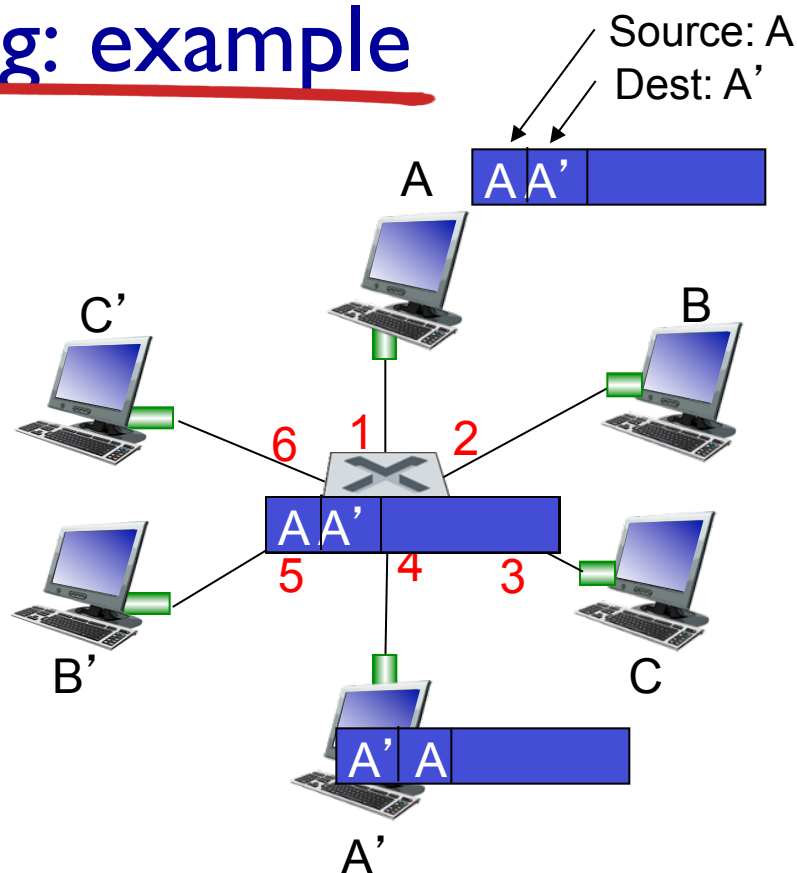 g: example
Source: A
Dest: A’
A
A A’
C’
B
6
1
2
A A’
5
4
3
B’
C
A’ A
A’